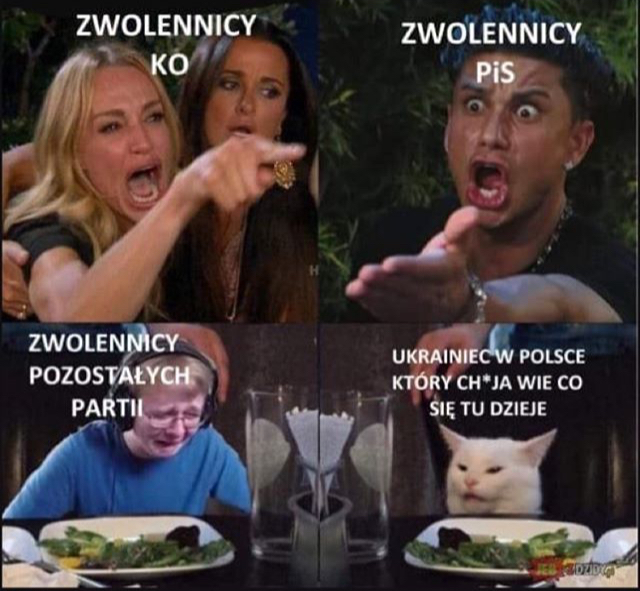 ZWOLENNICY
KO
ZWOLENNICY
PiS
ZWOLENNICY
POZOSTAŁYCH
PARTII
UKRAINIEC W POLSCE
KTÓRY CH*JA WIE CO
SIĘ TU DZIEJE